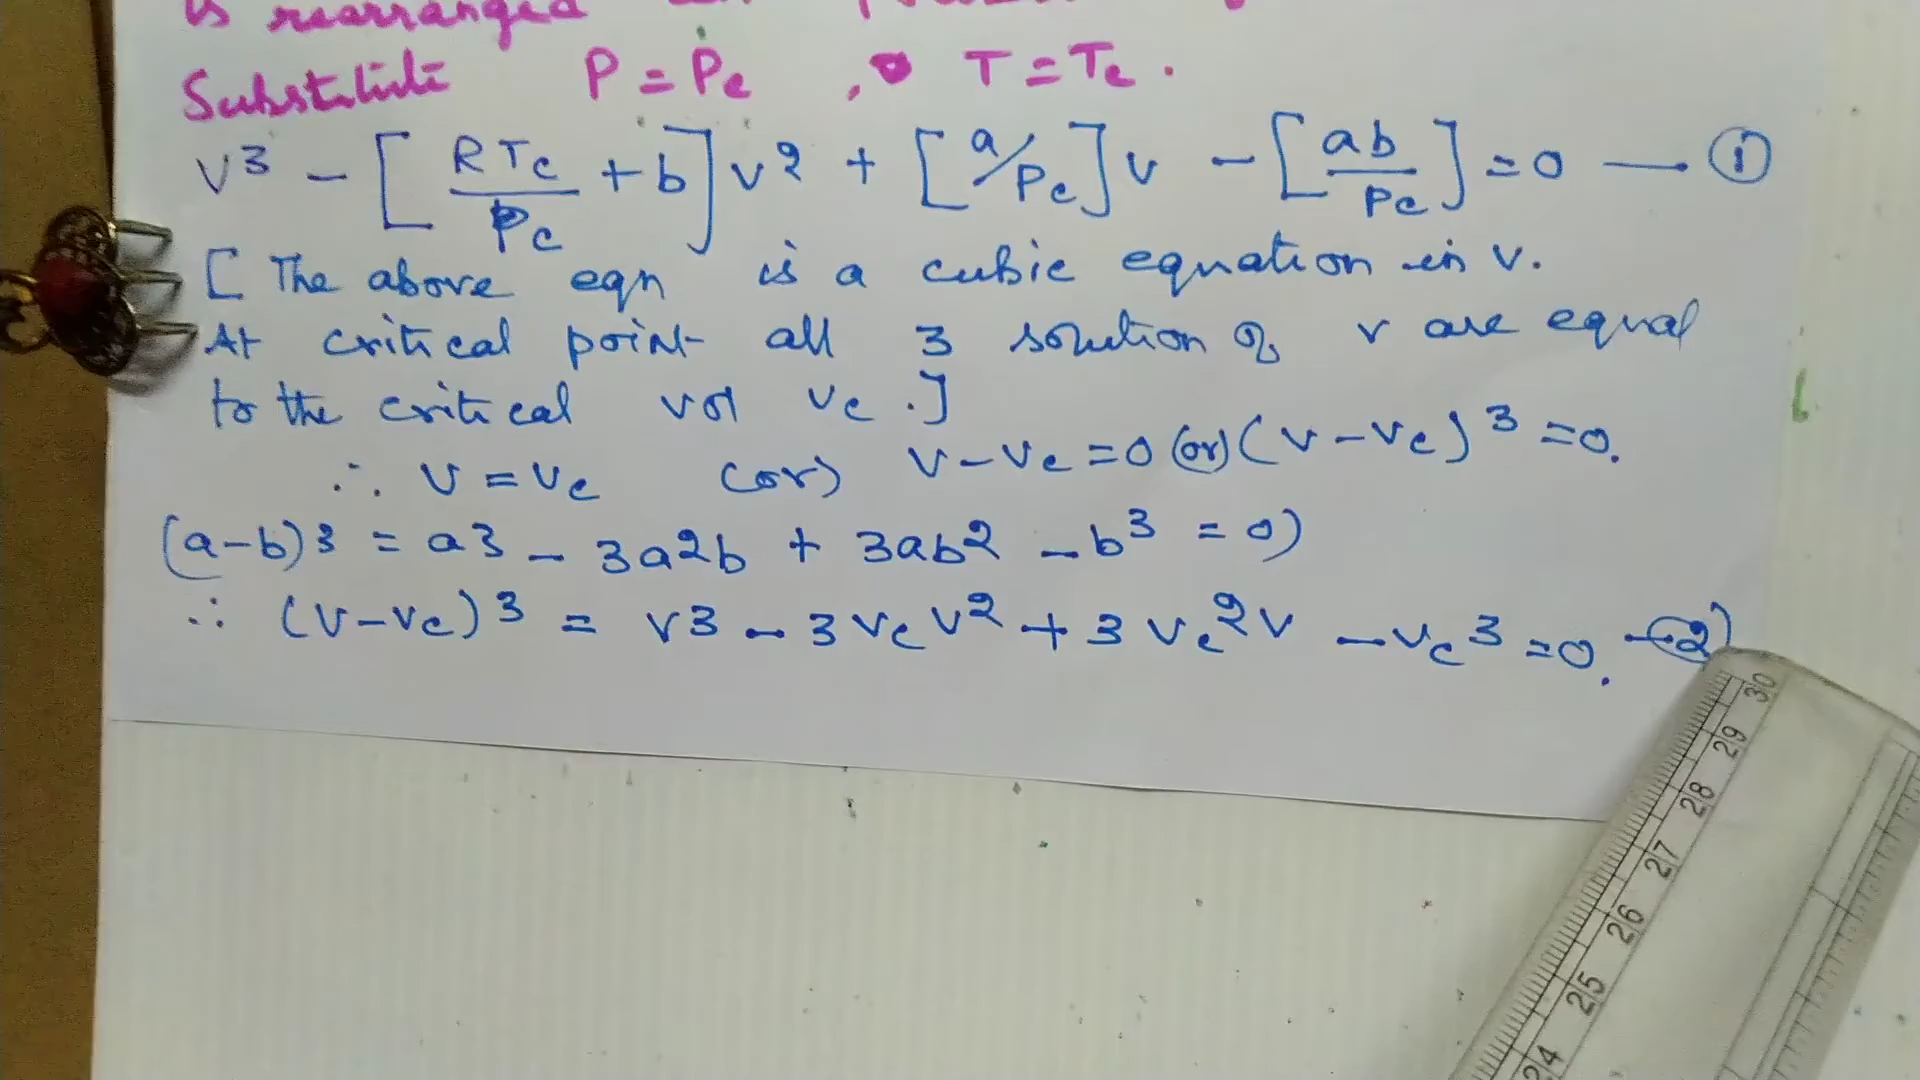 is rearranged
Substitute P = Pc , T = Tc .
V³ - [RTc/Pc + b] v² + [a/Pc] v - [ab/Pc] = 0 — ①
[ The above eqn is a cubic equation in v.
At critical point all 3 solution of v are equal
to the critical vol vc .]
∴ v = vc (or) v - vc = 0 (or) (v - vc)³ = 0.
(a-b)³ = a³ - 3a²b + 3ab² - b³ = 0)
∴ (v-vc)³ = v³ - 3vcv² + 3vc²v - vc³ = 0. — ②
30
29
28
27
26
25
24